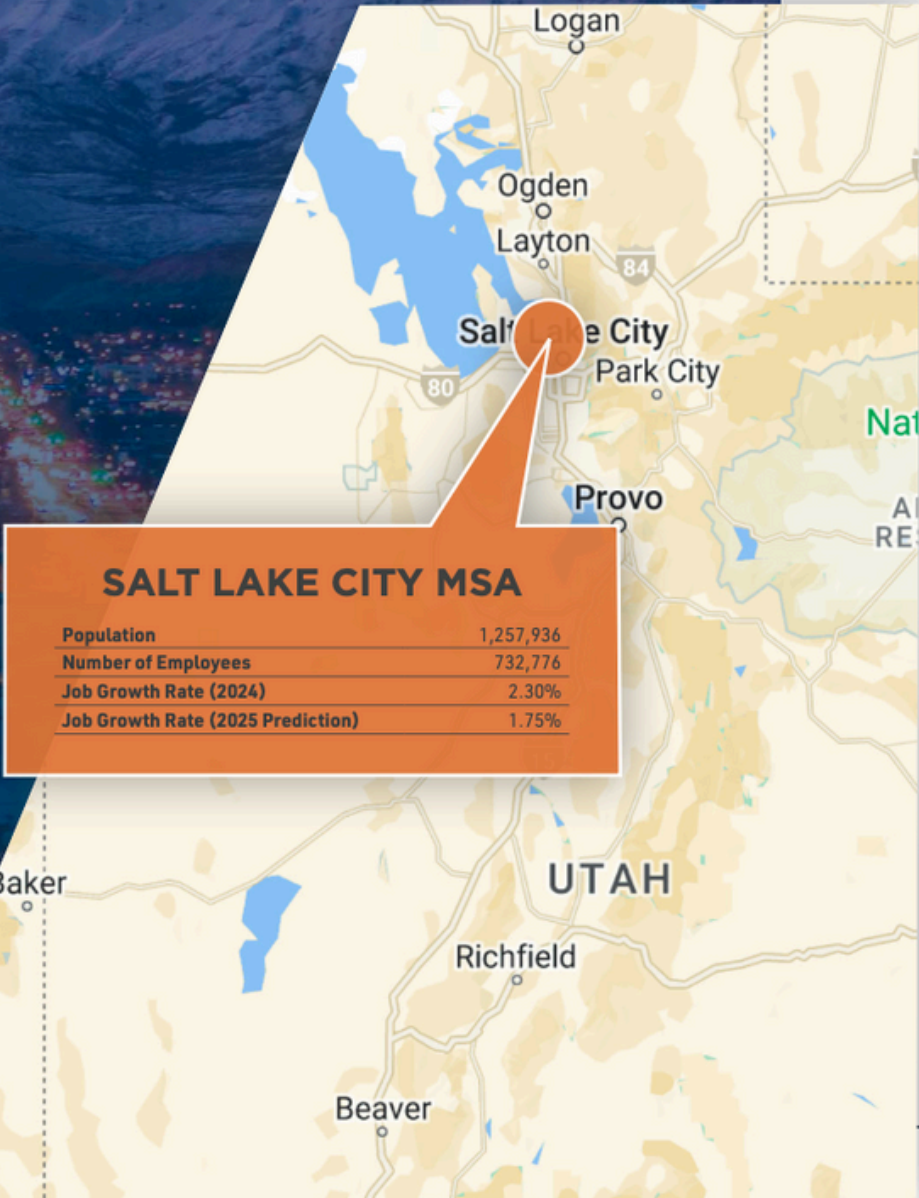 Logan
Ogden
Layton
84
Salt Lake City
Park City
80
Nat
Provo
RES
SALT LAKE CITY MSA
Population 1,257,936
Number of Employees 732,776
Job Growth Rate (2024) 2.30%
Job Growth Rate (2025 Prediction) 1.75%
Baker
UTAH
Richfield
Beaver